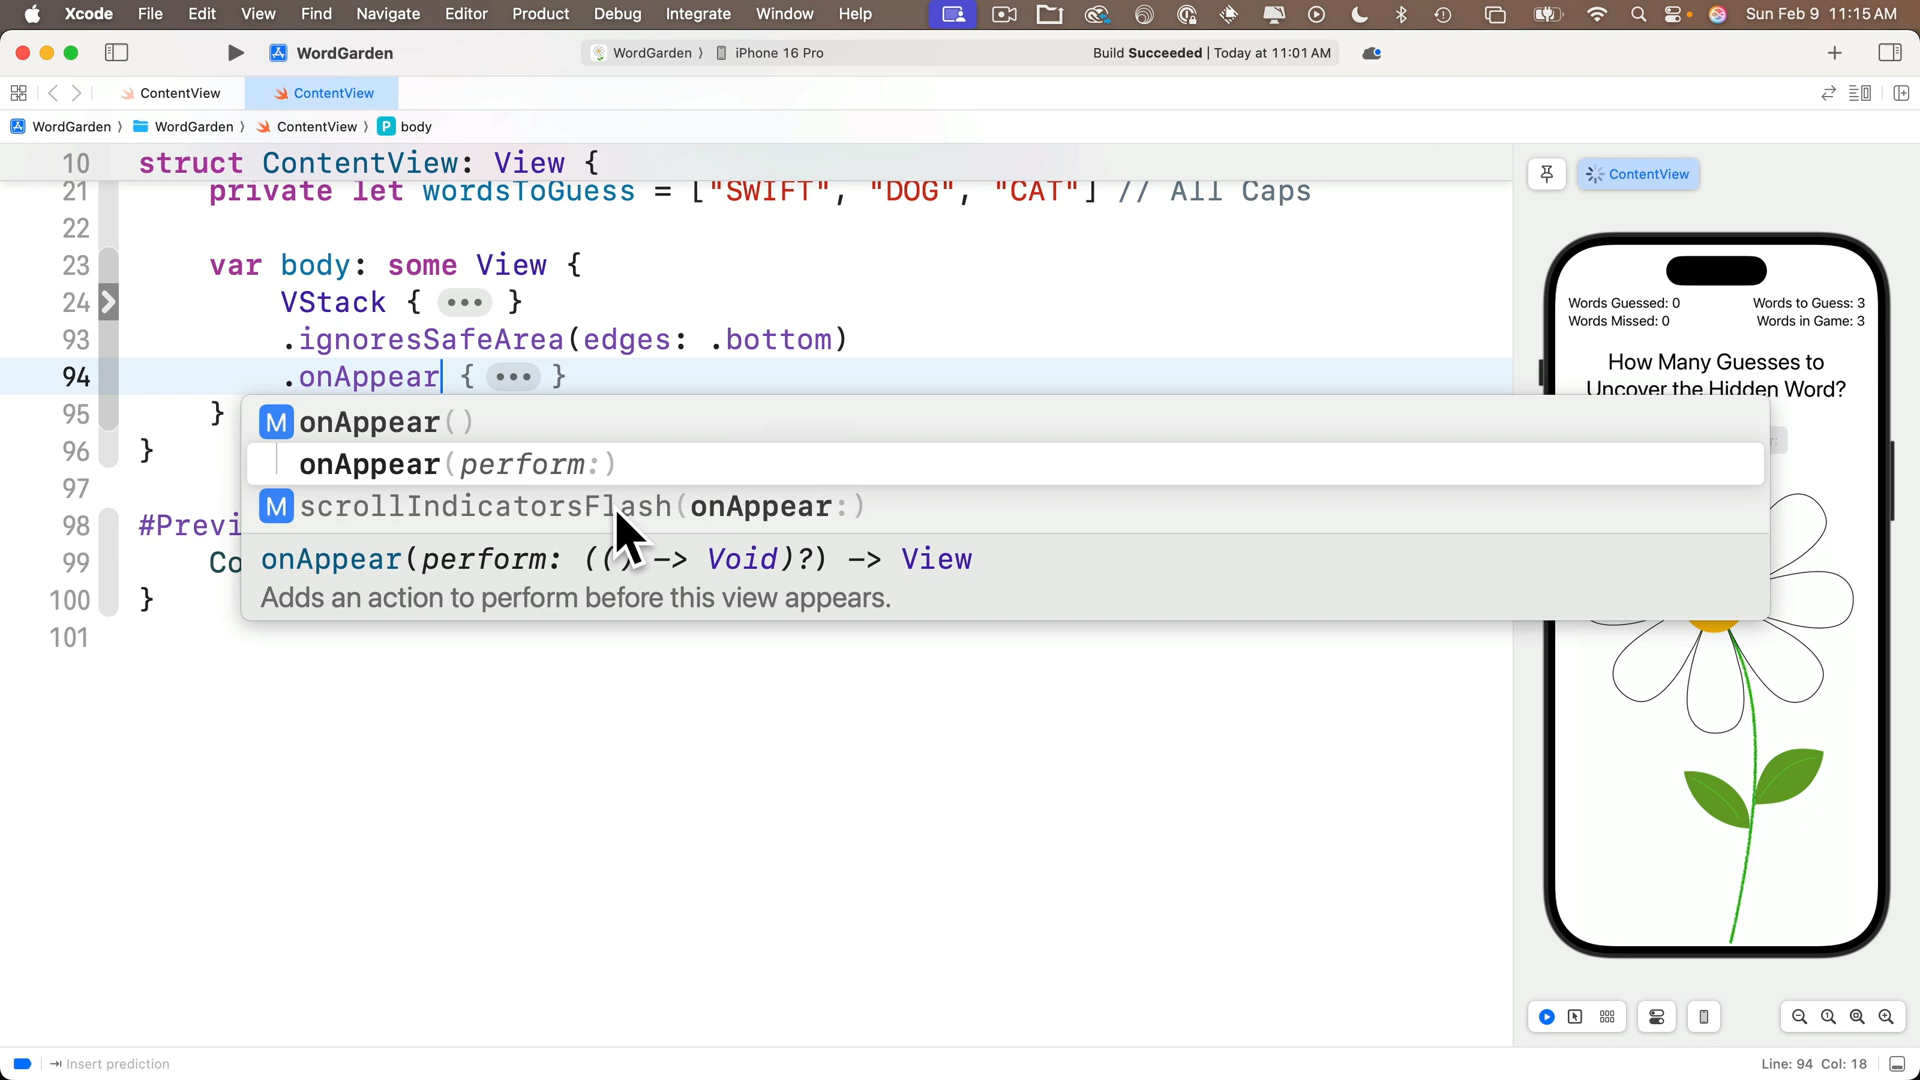 Xcode File Edit View Find Navigate Editor Product Debug Integrate Window Help Sun Feb 9 11:15 AM
WordGarden WordGarden 〉 iPhone 16 Pro Build Succeeded | Today at 11:01 AM
ContentView ContentView
WordGarden 〉 WordGarden 〉 ContentView 〉 P body
10 struct ContentView: View {
21 private let wordsToGuess = ["SWIFT", "DOG", "CAT"] // All Caps
22
23 var body: some View {
24 VStack { ••• }
93 .ignoresSafeArea(edges: .bottom)
94 .onAppear { ••• }
95 }
96 }
97
98 #Previ
99 Co
100 }
101
M onAppear()
onAppear(perform:)
M scrollIndicatorsFlash(onAppear:)
onAppear(perform: (() -> Void)?) -> View
Adds an action to perform before this view appears.
ContentView
Words Guessed: 0 Words to Guess: 3
Words Missed: 0 Words in Game: 3
How Many Guesses to
Uncover the Hidden Word?
Insert prediction Line: 94 Col: 18